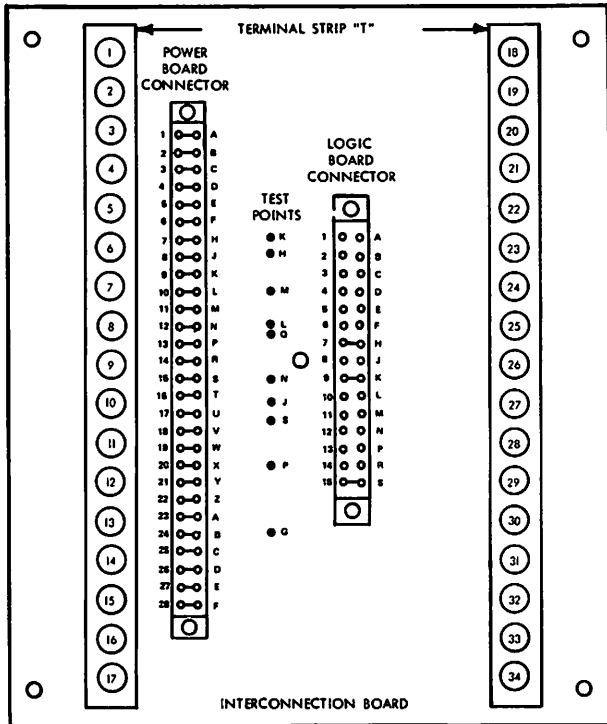 TERMINAL STRIP "T"
POWER
BOARD
CONNECTOR
LOGIC
BOARD
CONNECTOR
TEST
POINTS
1
2
3
4
5
6
7
8
9
10
11
12
13
14
15
16
17
1 A
2 B
3 C
4 D
5 E
6 F
7 H
8 J
9 K
10 L
11 M
12 N
13 P
14 R
15 S
16 T
17 U
18 V
19 W
20 X
21 Y
22 Z
23 A
24 B
25 C
26 D
27 E
28 F
K
H
M
L
Q
N
J
S
P
G
1 A
2 B
3 C
4 D
5 E
6 F
7 H
8 J
9 K
10 L
11 M
12 N
13 P
14 R
15 S
18
19
20
21
22
23
24
25
26
27
28
29
30
31
32
33
34
INTERCONNECTION BOARD